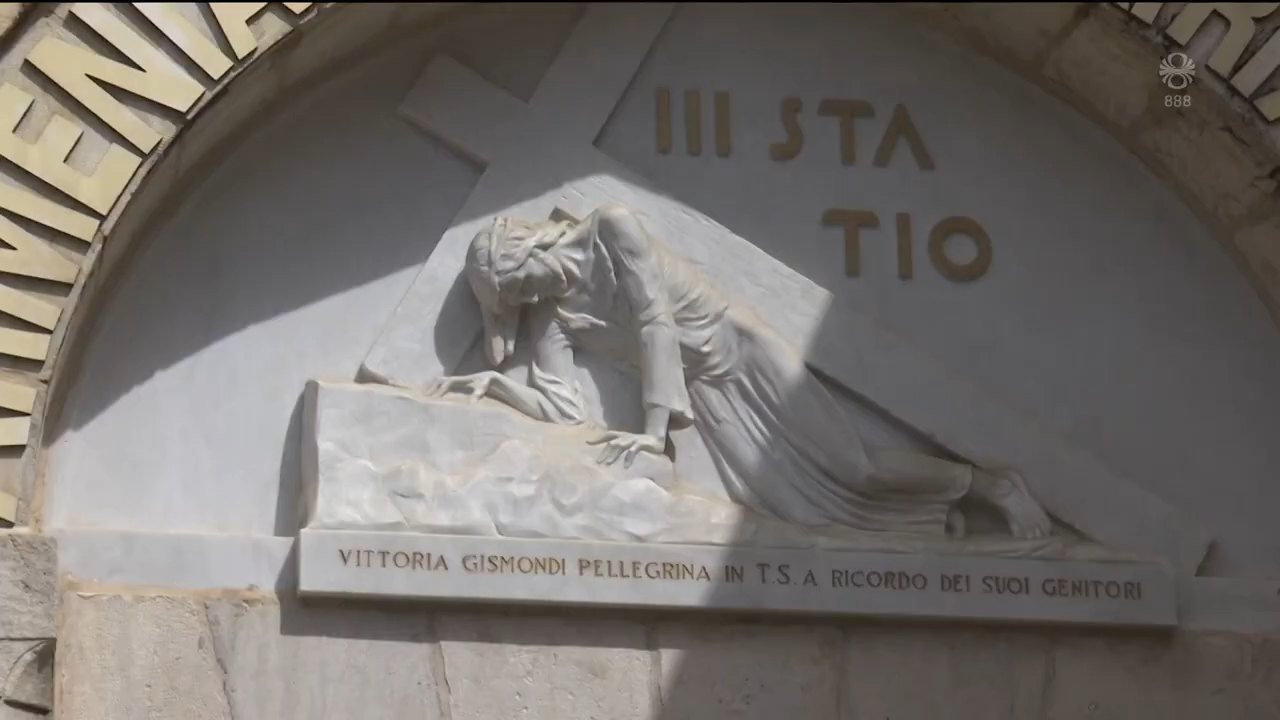 III STA
TIO
VITTORIA GISMONDI PELLEGRINA IN T.S. A RICORDO DEI SUOI GENITORI
888